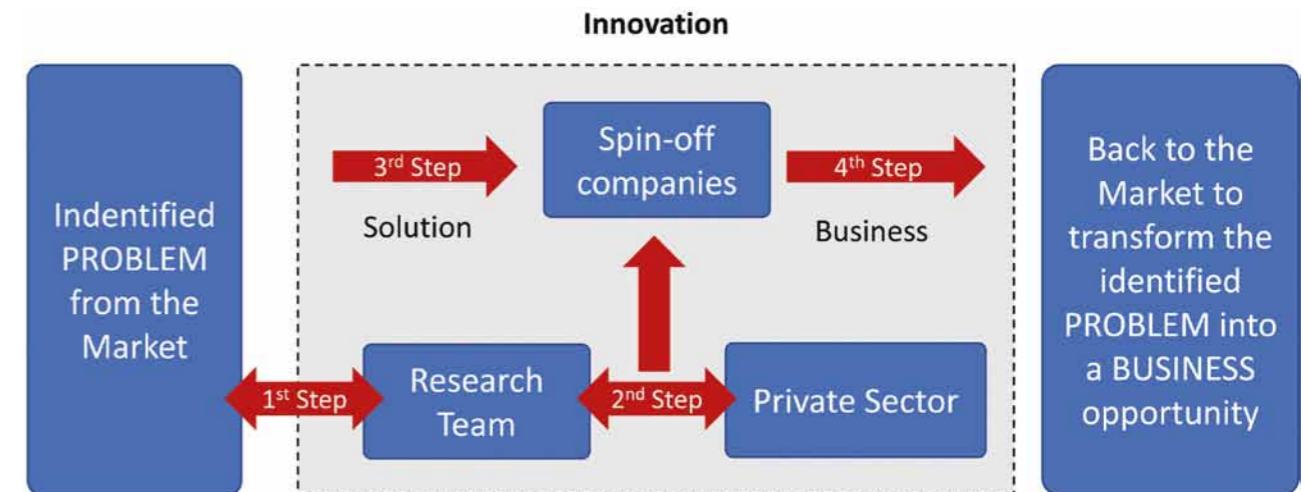 Innovation
Indentified
PROBLEM
from the
Market
3rd Step
Solution
Spin-off
companies
4th Step
Business
1st Step
Research
Team
2nd Step
Private Sector
Back to the
Market to
transform the
identified
PROBLEM into
a BUSINESS
opportunity